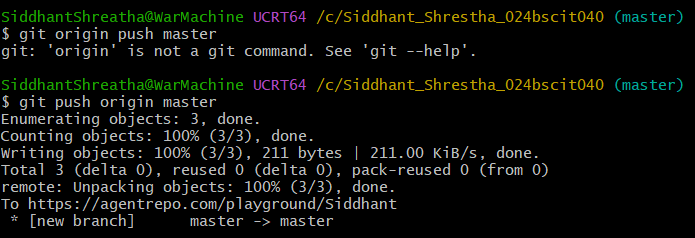 SiddhantShreatha@WarMachine UCRT64 /c/Siddhant_Shrestha_024bscit040 (master)
$ git origin push master
git: 'origin' is not a git command. See 'git --help'.
SiddhantShreatha@WarMachine UCRT64 /c/Siddhant_Shrestha_024bscit040 (master)
$ git push origin master
Enumerating objects: 3, done.
Counting objects: 100% (3/3), done.
Writing objects: 100% (3/3), 211 bytes | 211.00 KiB/s, done.
Total 3 (delta 0), reused 0 (delta 0), pack-reused 0 (from 0)
remote: Unpacking objects: 100% (3/3), done.
To https://agentrepo.com/playground/Siddhant
 * [new branch]      master -> master